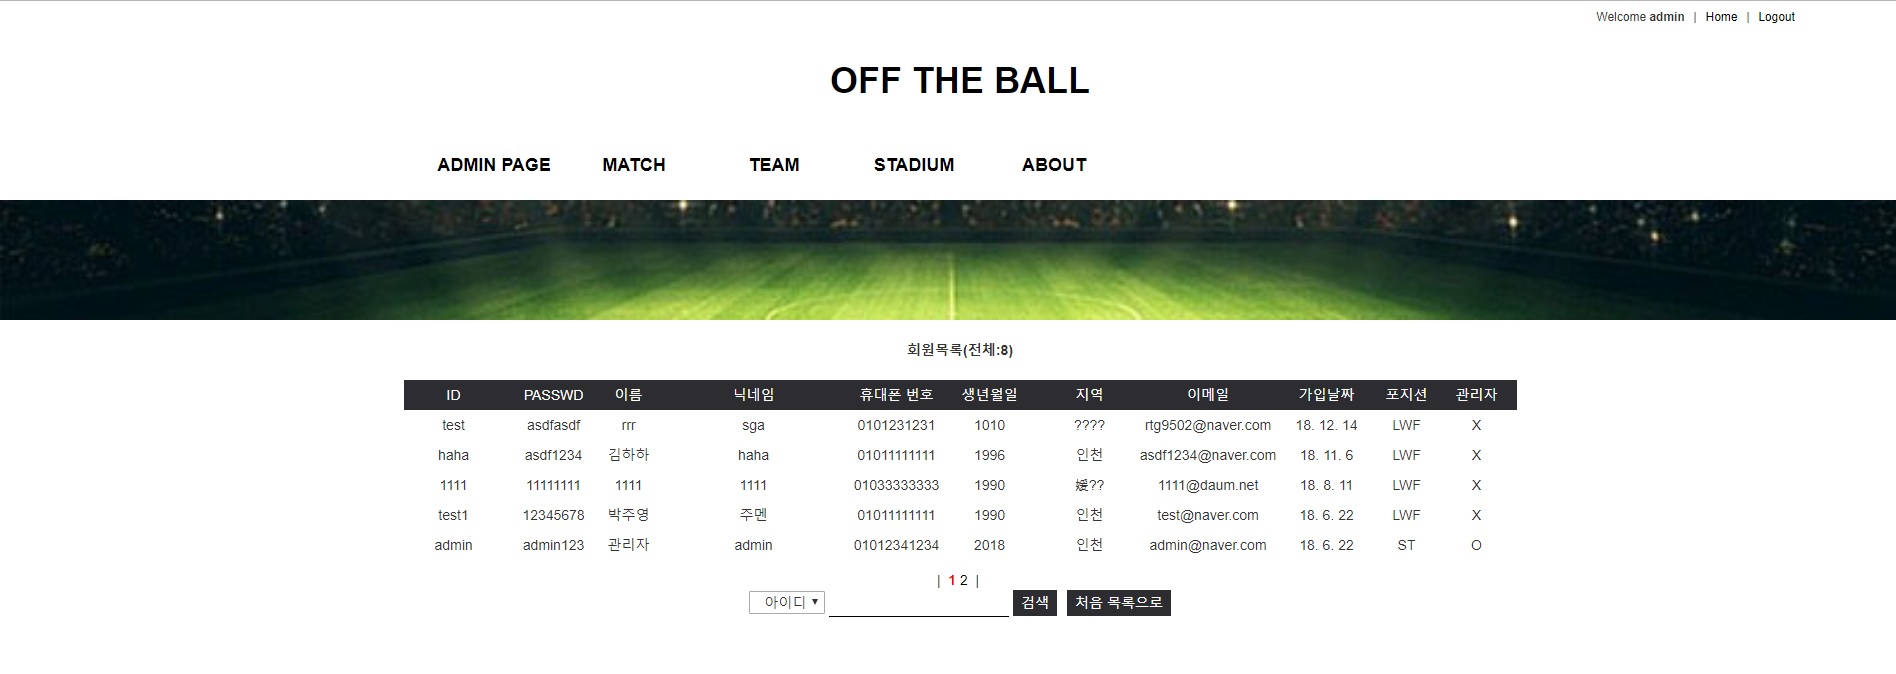 Welcome admin | Home | Logout
OFF THE BALL
ADMIN PAGE MATCH TEAM STADIUM ABOUT
회원목록(전체:8)
ID PASSWD 이름 닉네임 휴대폰 번호 생년월일 지역 이메일 가입날짜 포지션 관리자
test asdfasdf rrr sga 0101231231 1010 ???? rtg9502@naver.com 18. 12. 14 LWF X
haha asdf1234 김하하 haha 01011111111 1996 인천 asdf1234@naver.com 18. 11. 6 LWF X
1111 11111111 1111 1111 01033333333 1990 媛?? 1111@daum.net 18. 8. 11 LWF X
test1 12345678 박주영 주멘 01011111111 1990 인천 test@naver.com 18. 6. 22 LWF X
admin admin123 관리자 admin 01012341234 2018 인천 admin@naver.com 18. 6. 22 ST O
| 1 2 |
아이디 ▼ 검색 처음 목록으로